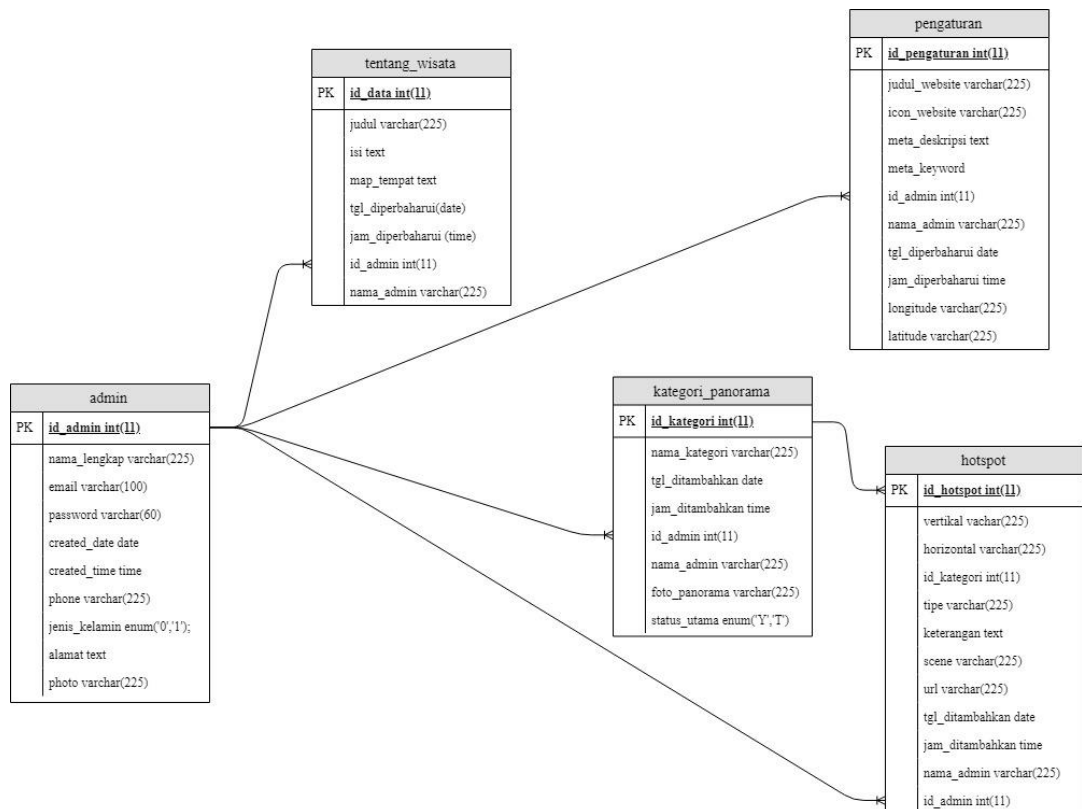 pengaturan
PK id_pengaturan int(11)
judul_website varchar(225)
icon_website varchar(225)
meta_deskripsi text
meta_keyword
id_admin int(11)
nama_admin varchar(225)
tgl_diperbaharui date
jam_diperbaharui time
longitude varchar(225)
latitude varchar(225)
tentang_wisata
PK id_data int(11)
judul varchar(225)
isi text
map_tempat text
tgl_diperbaharui(date)
jam_diperbaharui (time)
id_admin int(11)
nama_admin varchar(225)
admin
PK id_admin int(11)
nama_lengkap varchar(225)
email varchar(100)
password varchar(60)
created_date date
created_time time
phone varchar(225)
jenis_kelamin enum('0','1');
alamat text
photo varchar(225)
kategori_panorama
PK id_kategori int(11)
nama_kategori varchar(225)
tgl_ditambahkan date
jam_ditambahkan time
id_admin int(11)
nama_admin varchar(225)
foto_panorama varchar(225)
status_utama enum('Y','T')
hotspot
PK id_hotspot int(11)
vertikal vachar(225)
horizontal varchar(225)
id_kategori int(11)
tipe varchar(225)
keterangan text
scene varchar(225)
url varchar(225)
tgl_ditambahkan date
jam_ditambahkan time
nama_admin varchar(225)
id_admin int(11)